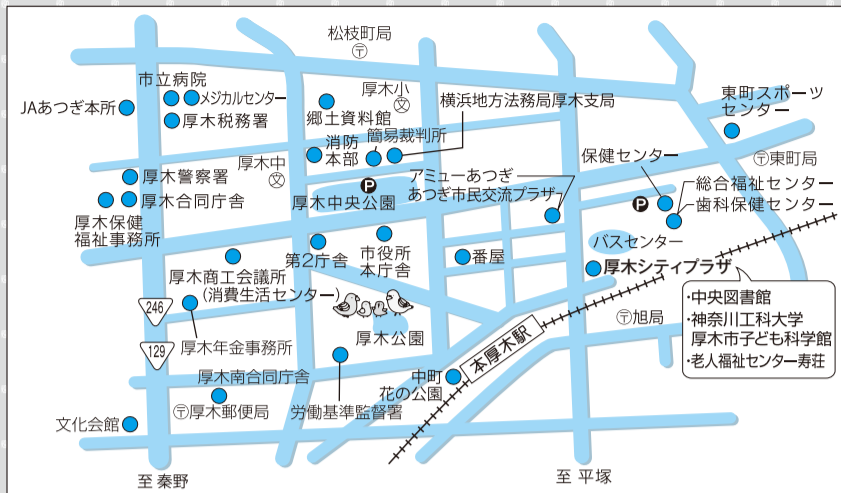 松枝町局
〒
市立病院
メジカルセンター
JAあつぎ本所
厚木税務署
郷土資料館
厚木小
文
横浜地方法務局厚木支局
東町スポーツ
センター
消防
本部
簡易裁判所
厚木中
文
保健センター
〒東町局
厚木警察署
厚木合同庁舎
厚木保健
福祉事務所
P
厚木中央公園
アミューあつぎ
あつぎ市民交流プラザ
P
総合福祉センター
歯科保健センター
バスセンター
第2庁舎
市役所
本庁舎
番屋
厚木商工会議所
(消費生活センター)
厚木シティプラザ
・中央図書館
・神奈川工科大学
厚木市子ども科学館
・老人福祉センター寿荘
246
129
厚木年金事務所
厚木公園
〒旭局
本厚木駅
厚木南合同庁舎
中町
花の公園
〒厚木郵便局
労働基準監督署
文化会館
至 秦野
至 平塚